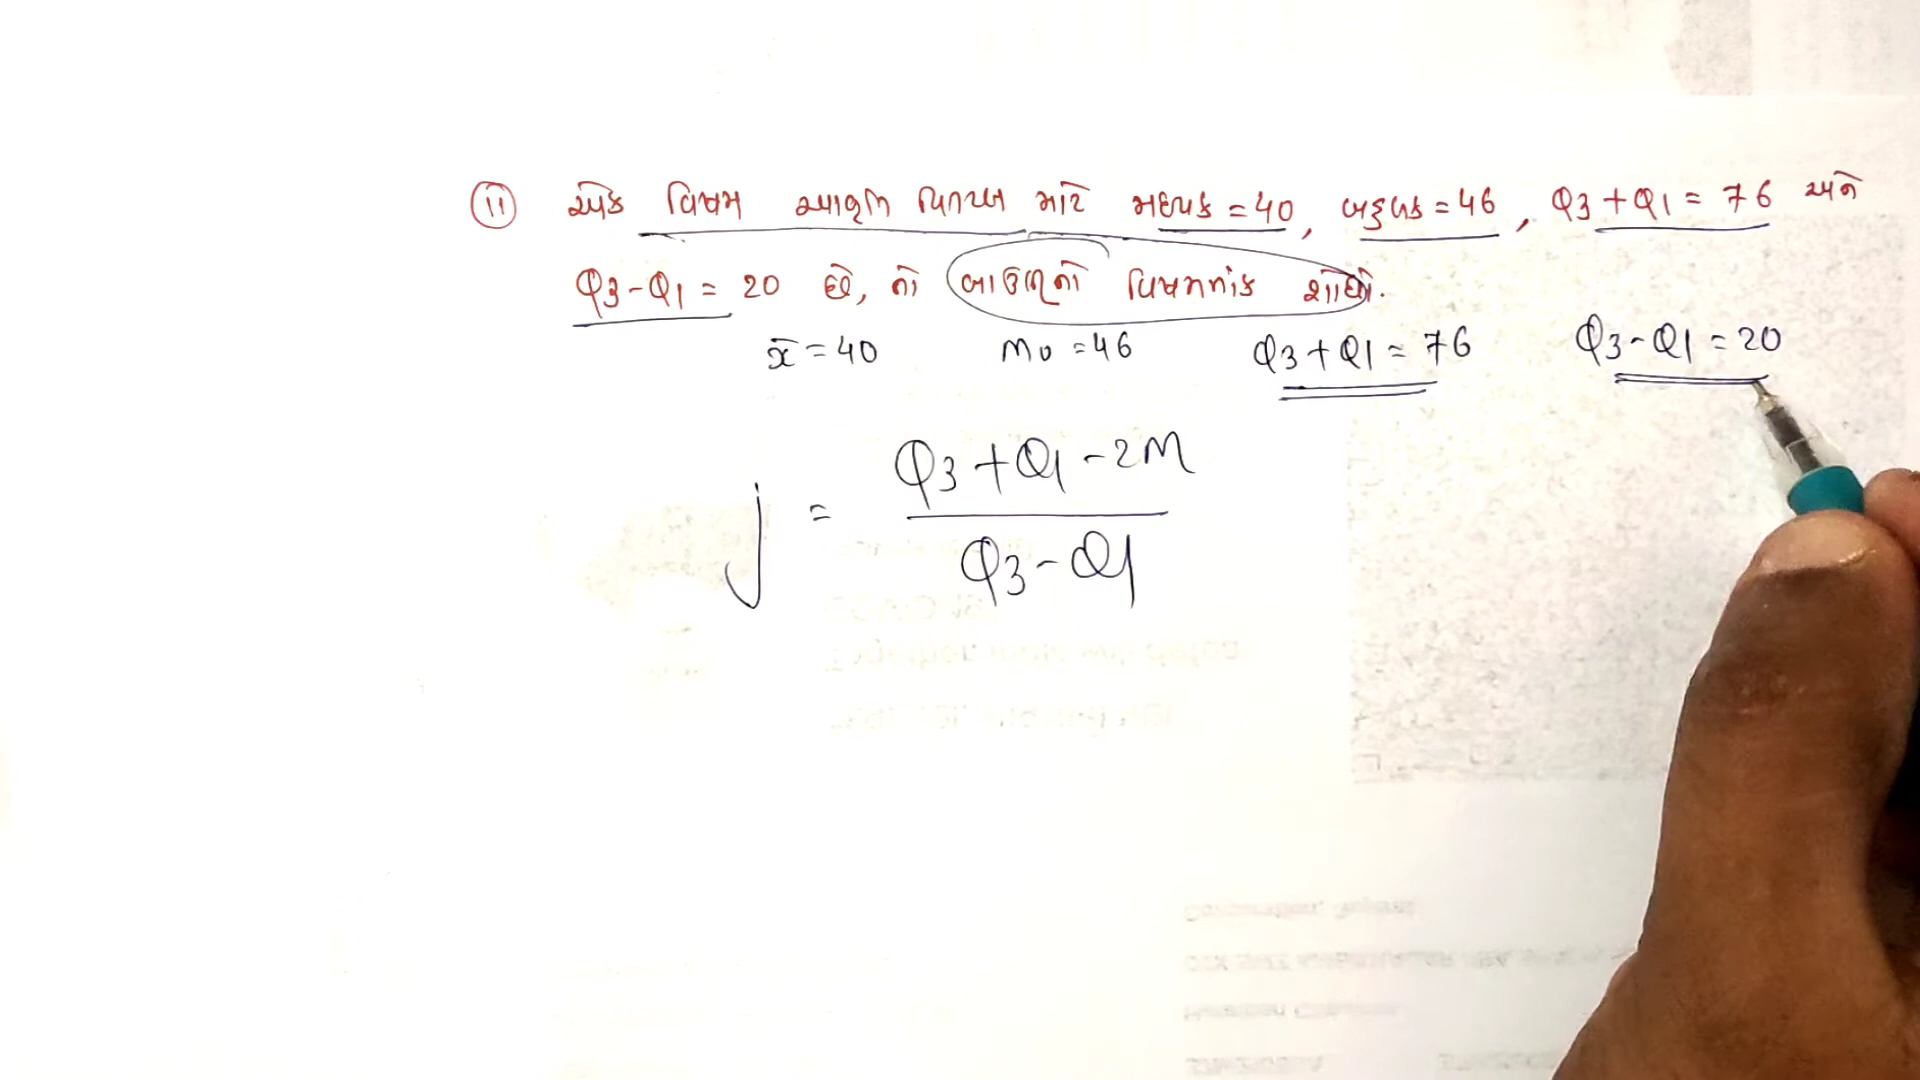 (11) એક વિષમ આવૃત્તિ વિતરણ માટે મધ્યક = 40, બહુલક = 46, Q3 + Q1 = 76 અને
Q3 - Q1 = 20 છે, તો બાઉલીનો વિષમતાંક શોધો.
x̄ = 40 Mo = 46 Q3 + Q1 = 76 Q3 - Q1 = 20
j = Q3 + Q1 - 2M
Q3 - Q1